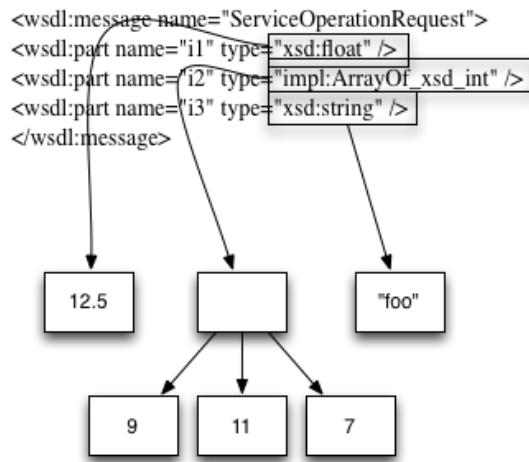 <wsdl:message name="ServiceOperationRequest">
<wsdl:part name="i1" type="xsd:float" />
<wsdl:part name="i2" type="impl:ArrayOf_xsd_int" />
<wsdl:part name="i3" type="xsd:string" />
</wsdl:message>
12.5
"foo"
9
11
7